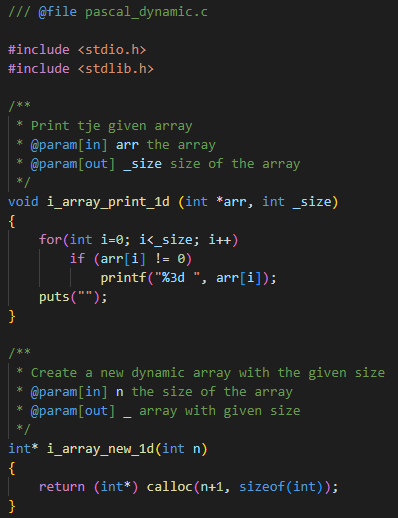 /// @file pascal_dynamic.c
#include <stdio.h>
#include <stdlib.h>
/**
 * Print tje given array
 * @param[in] arr the array
 * @param[out] _size size of the array
 */
void i_array_print_1d (int *arr, int _size)
{
    for(int i=0; i<_size; i++)
        if (arr[i] != 0)
            printf("%3d ", arr[i]);
    puts("");
}
/**
 * Create a new dynamic array with the given size
 * @param[in] n the size of the array
 * @param[out] _ array with given size
 */
int* i_array_new_1d(int n)
{
    return (int*) calloc(n+1, sizeof(int));
}